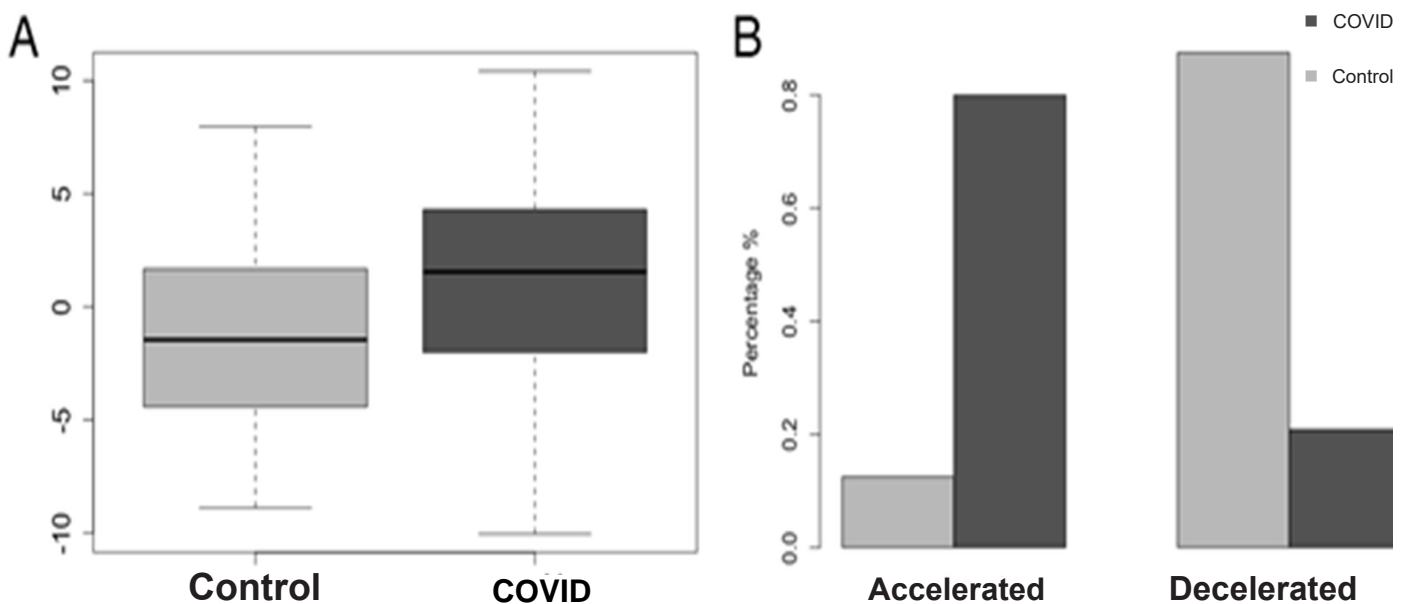 A
10
5
0
-5
-10
Control
COVID
B
COVID
Control
Percentage %
0.8
0.6
0.4
0.2
0.0
Accelerated
Decelerated